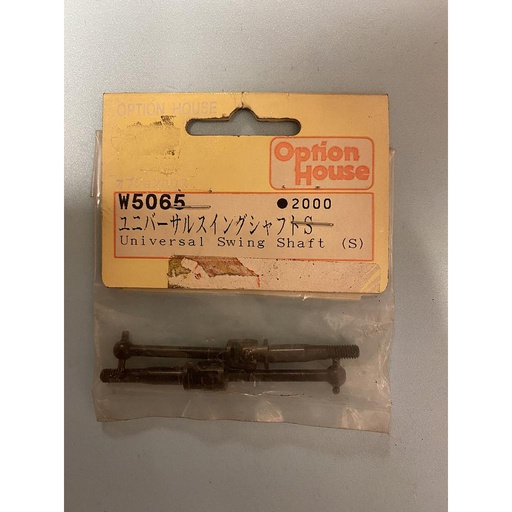 OPTION HOUSE
Option
House
W5065 ●2000
ユニバーサルスイングシャフトS
Universal Swing Shaft (S)